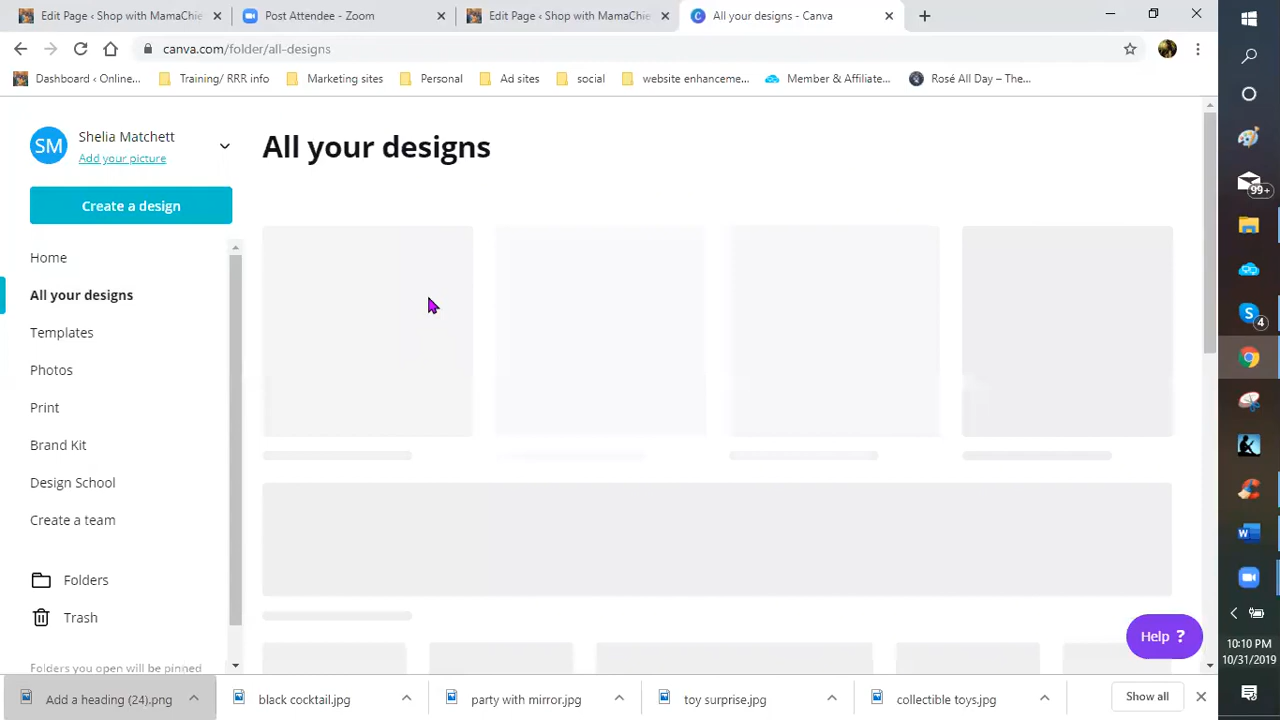 Edit Page ‹ Shop with MamaChie
Post Attendee - Zoom
Edit Page ‹ Shop with MamaChie
All your designs - Canva
canva.com/folder/all-designs
Dashboard ‹ Online...
Training/ RRR info
Marketing sites
Personal
Ad sites
social
website enhanceme...
Member & Affiliate...
Rosé All Day – The...
SM
Shelia Matchett
Add your picture
Create a design
Home
All your designs
Templates
Photos
Print
Brand Kit
Design School
Create a team
Folders
Trash
Folders you open will be pinned
All your designs
Help ?
99+
4
10:10 PM
10/31/2019
Add a heading (24).png
black cocktail.jpg
party with mirror.jpg
toy surprise.jpg
collectible toys.jpg
Show all